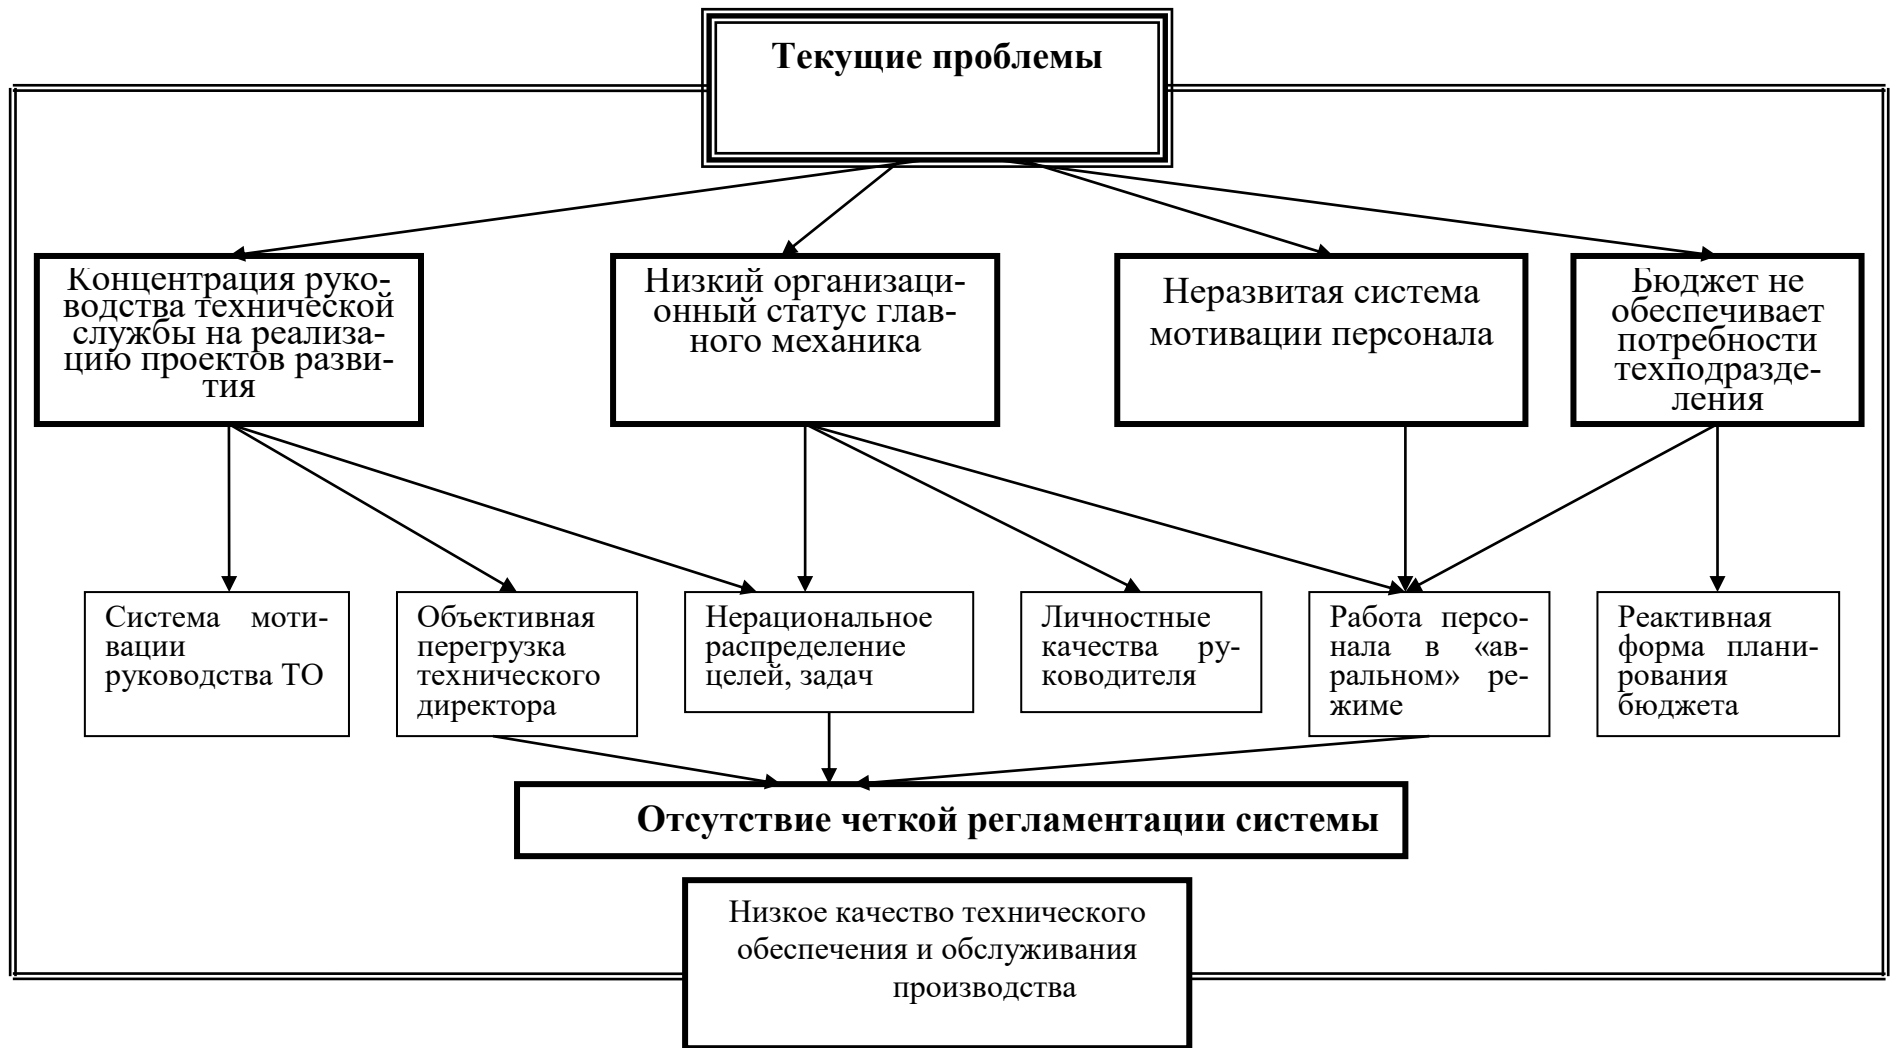 Текущие проблемы
Концентрация руко-
водства технической
службы на реализа-
цию проектов разви-
тия
Низкий организаци-
онный статус глав-
ного механика
Неразвитая система
мотивации персонала
Бюджет не
обеспечивает
потребности
техподразде-
ления
Система моти-
вации
руководства ТО
Объективная
перегрузка
технического
директора
Нерациональное
распределение
целей, задач
Личностные
качества ру-
ководителя
Работа персо-
нала в «ав-
ральном» ре-
жиме
Реактивная
форма плани-
рования
бюджета
Отсутствие четкой регламентации системы
Низкое качество технического
обеспечения и обслуживания
производства